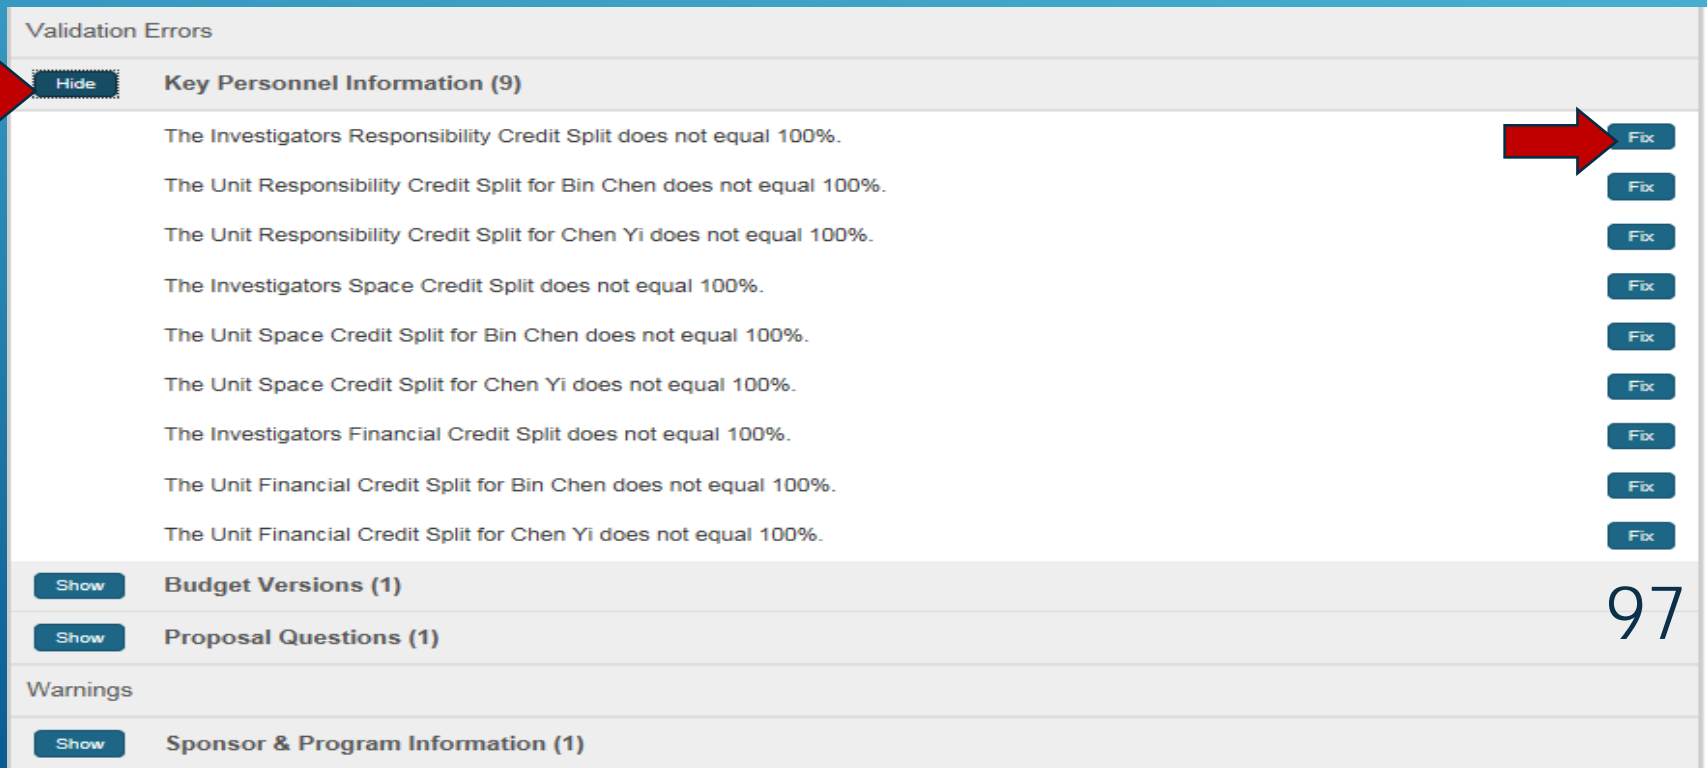 Validation Errors
Hide Key Personnel Information (9)
The Investigators Responsibility Credit Split does not equal 100%. Fix
The Unit Responsibility Credit Split for Bin Chen does not equal 100%. Fix
The Unit Responsibility Credit Split for Chen Yi does not equal 100%. Fix
The Investigators Space Credit Split does not equal 100%. Fix
The Unit Space Credit Split for Bin Chen does not equal 100%. Fix
The Unit Space Credit Split for Chen Yi does not equal 100%. Fix
The Investigators Financial Credit Split does not equal 100%. Fix
The Unit Financial Credit Split for Bin Chen does not equal 100%. Fix
The Unit Financial Credit Split for Chen Yi does not equal 100%. Fix
Show Budget Versions (1)
97
Show Proposal Questions (1)
Warnings
Show Sponsor & Program Information (1)